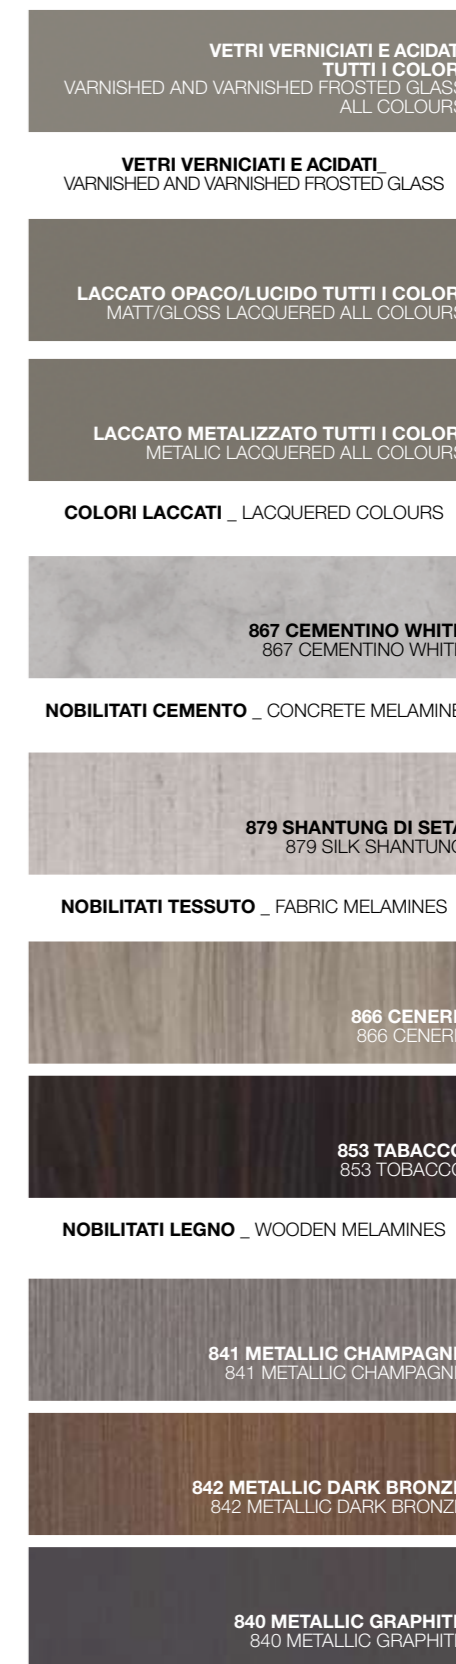 VETRI VERNICIATI E ACIDATI
TUTTI I COLORI
VARNISHED AND VARNISHED FROSTED GLASS
ALL COLOURS
VETRI VERNICIATI E ACIDATI_
VARNISHED AND VARNISHED FROSTED GLASS
LACCATO OPACO/LUCIDO TUTTI I COLOR
MATT/GLOSS LACQUERED ALL COLOURS
LACCATO METALIZZATO TUTTI I COLOR
METALIC LACQUERED ALL COLOURS
COLORI LACCATI _ LACQUERED COLOURS
867 CEMENTINO WHITE
867 CEMENTINO WHITE
NOBILITATI CEMENTO _ CONCRETE MELAMINE
879 SHANTUNG DI SETA
879 SILK SHANTUNG
NOBILITATI TESSUTO _ FABRIC MELAMINES
866 CENERE
866 CENERE
853 TABACCO
853 TOBACCO
NOBILITATI LEGNO _ WOODEN MELAMINES
841 METALLIC CHAMPAGNE
841 METALLIC CHAMPAGNE
842 METALLIC DARK BRONZE
842 METALLIC DARK BRONZE
840 METALLIC GRAPHITE
840 METALLIC GRAPHITE